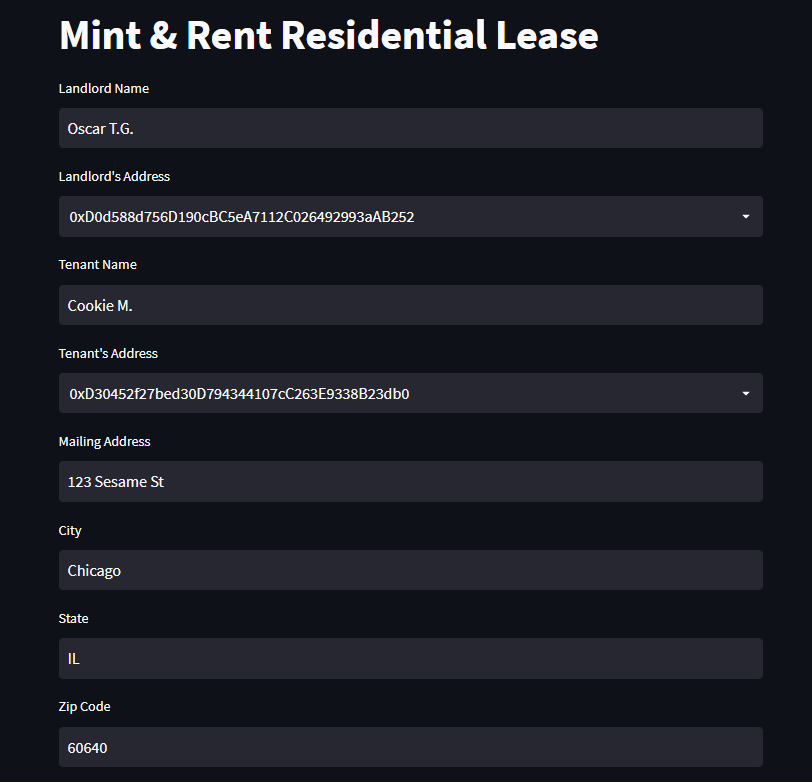 Mint & Rent Residential Lease
Landlord Name
Oscar T.G.
Landlord's Address
0xD0d588d756D190cBC5eA7112C026492993aAB252
Tenant Name
Cookie M.
Tenant's Address
0xD30452f27bed30D794344107cC263E9338B23db0
Mailing Address
123 Sesame St
City
Chicago
State
IL
Zip Code
60640